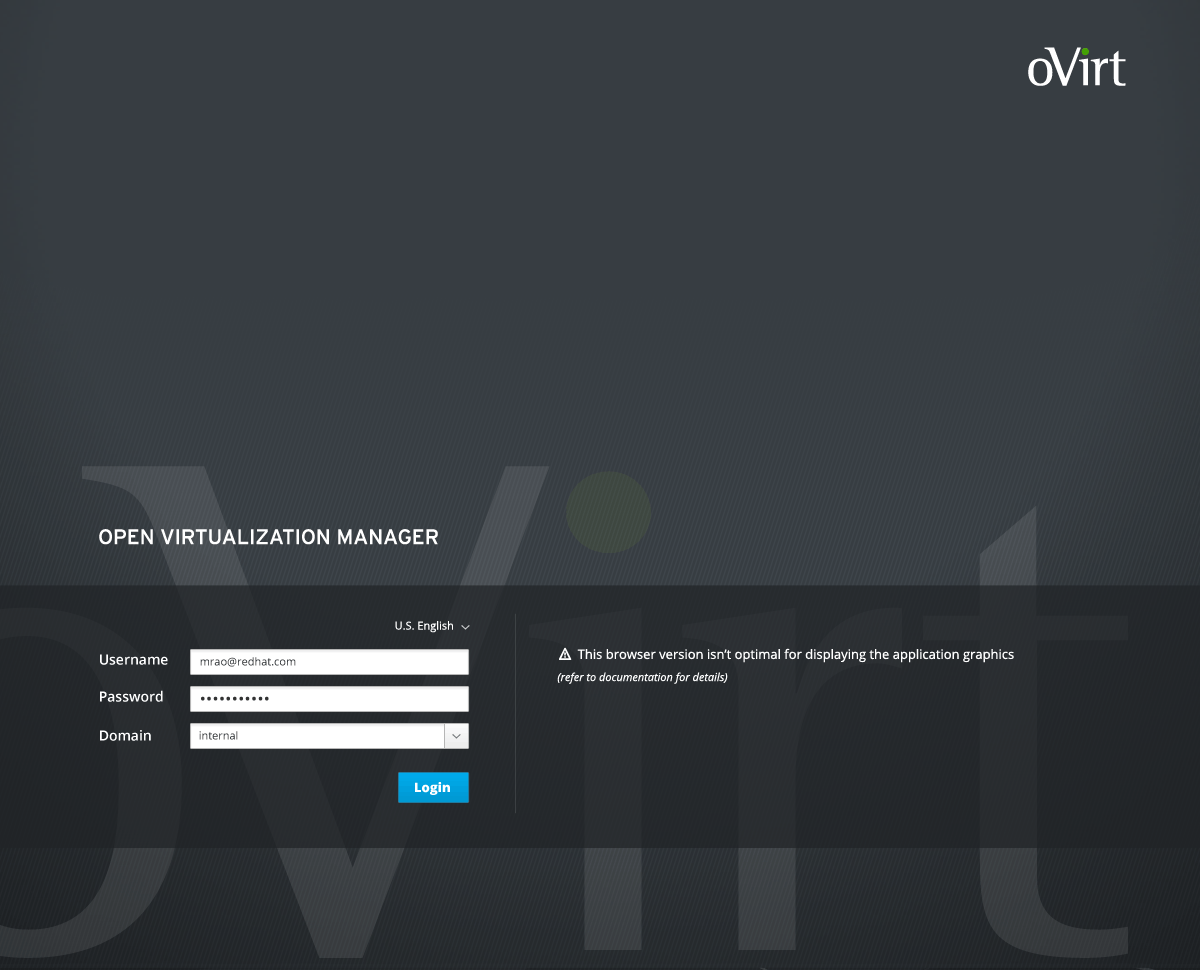 oVirt
OPEN VIRTUALIZATION MANAGER
U.S. English
Username mrao@redhat.com
Password •••••••••••
Domain internal
Login
This browser version isn’t optimal for displaying the application graphics
(refer to documentation for details)
oVirt